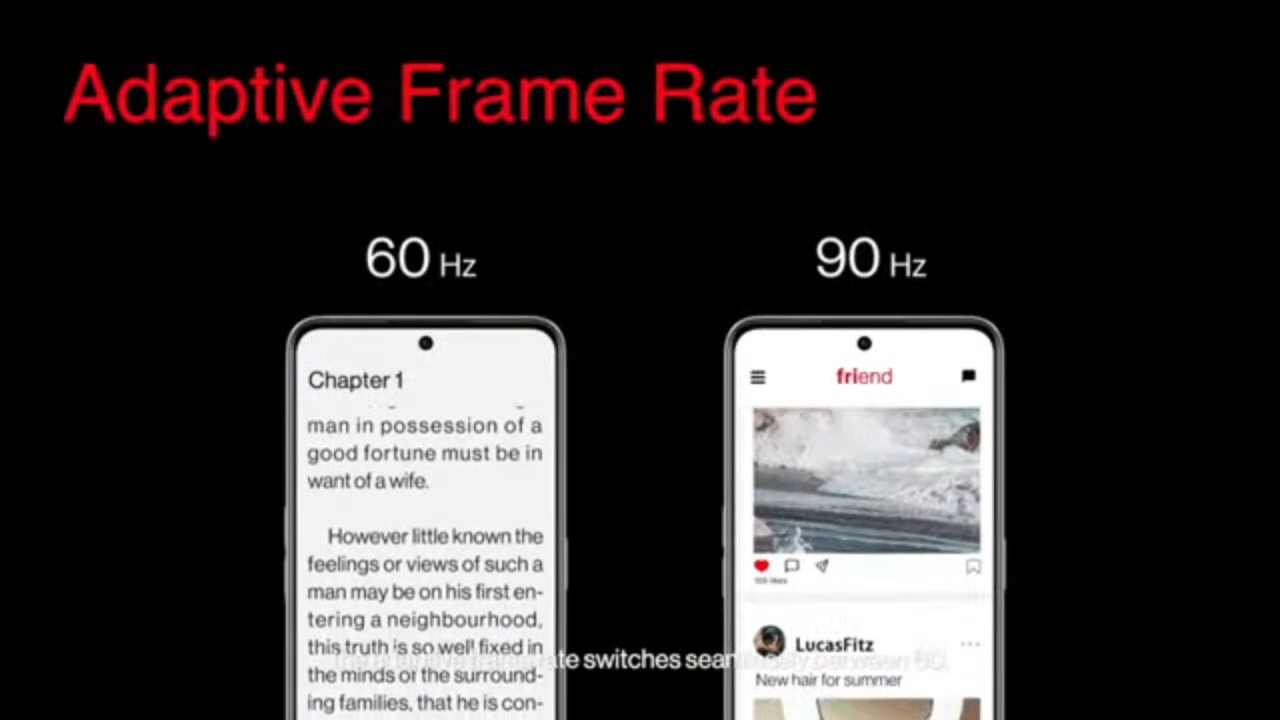 Adaptive Frame Rate
60 Hz
90 Hz
Chapter 1
man in possession of a
good fortune must be in
want of a wife.
However little known the
feelings or views of such a
man may be on his first en-
tering a neighbourhood,
this truth is so well fixed in
the minds of the surround-
ing families, that he is con-
friend
LucasFitz
New hair for summer
rate switches seamlessly between 60,